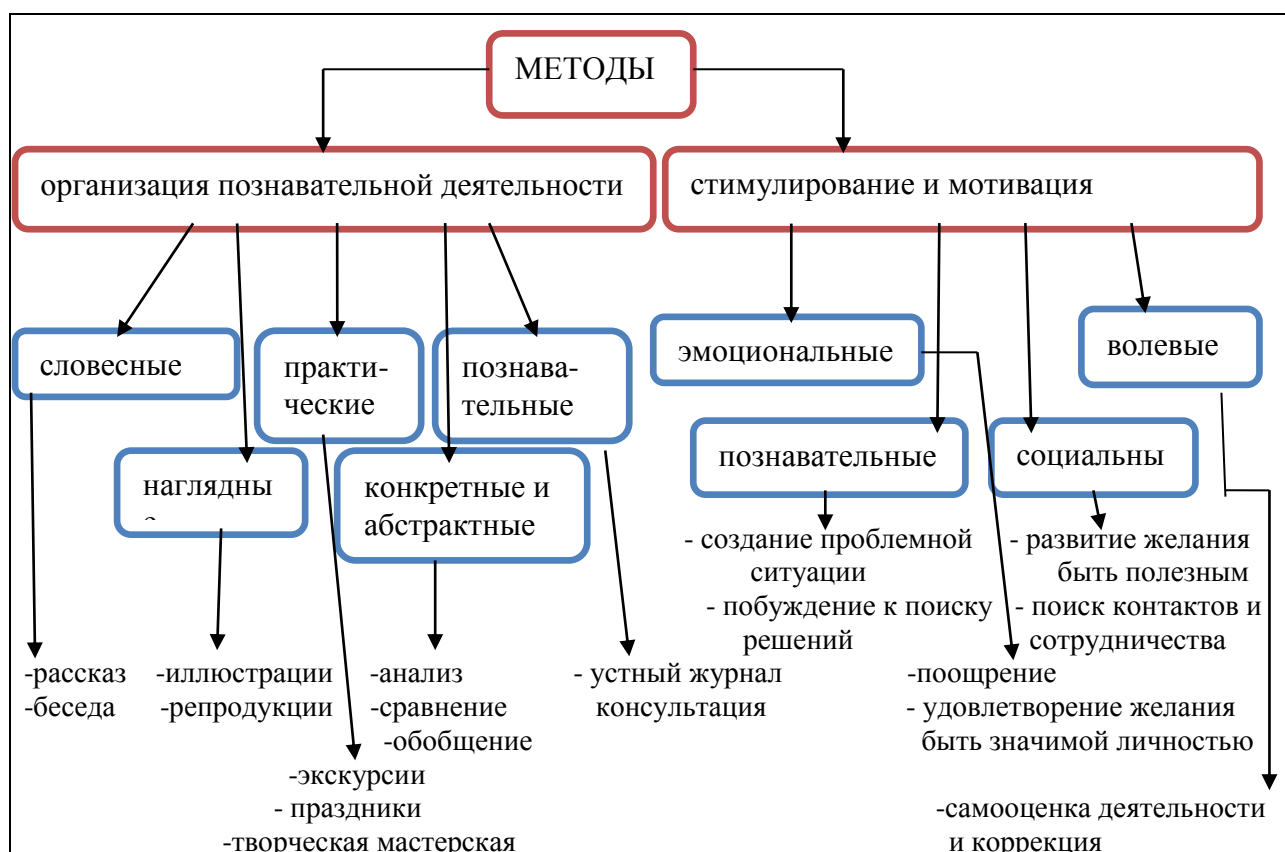 МЕТОДЫ
организация познавательной деятельности
стимулирование и мотивация
словесные
практи-
ческие
познава-
тельные
эмоциональные
волевые
наглядны
конкретные и
абстрактные
познавательные
социальны
- создание проблемной
ситуации
- побуждение к поиску
решений
- развитие желания
быть полезным
- поиск контактов и
сотрудничества
-рассказ
-беседа
-иллюстрации
-репродукции
-анализ
-сравнение
-обобщение
- устный журнал
консультация
-поощрение
- удовлетворение желания
быть значимой личностью
-экскурсии
- праздники
-творческая мастерская
-самооценка деятельности
и коррекция